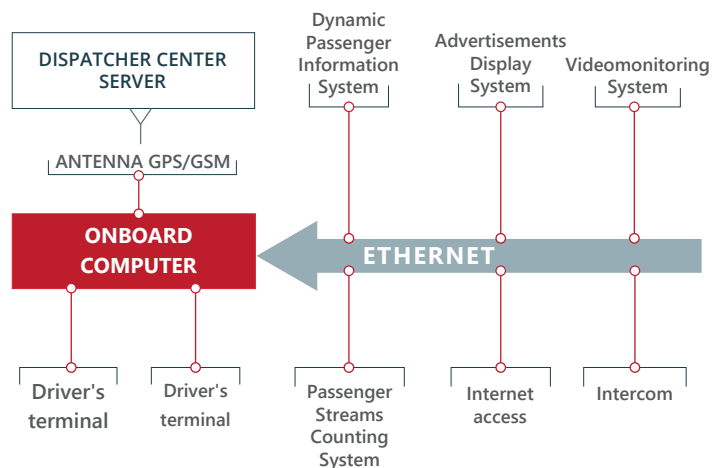 DISPATCHER CENTER
SERVER
Dynamic
Passenger
Information
System
Advertisements
Display
System
Videomonitoring
System
ANTENNA GPS/GSM
ONBOARD
COMPUTER
ETHERNET
Driver's
terminal
Driver's
terminal
Passenger
Streams
Counting
System
Internet
access
Intercom